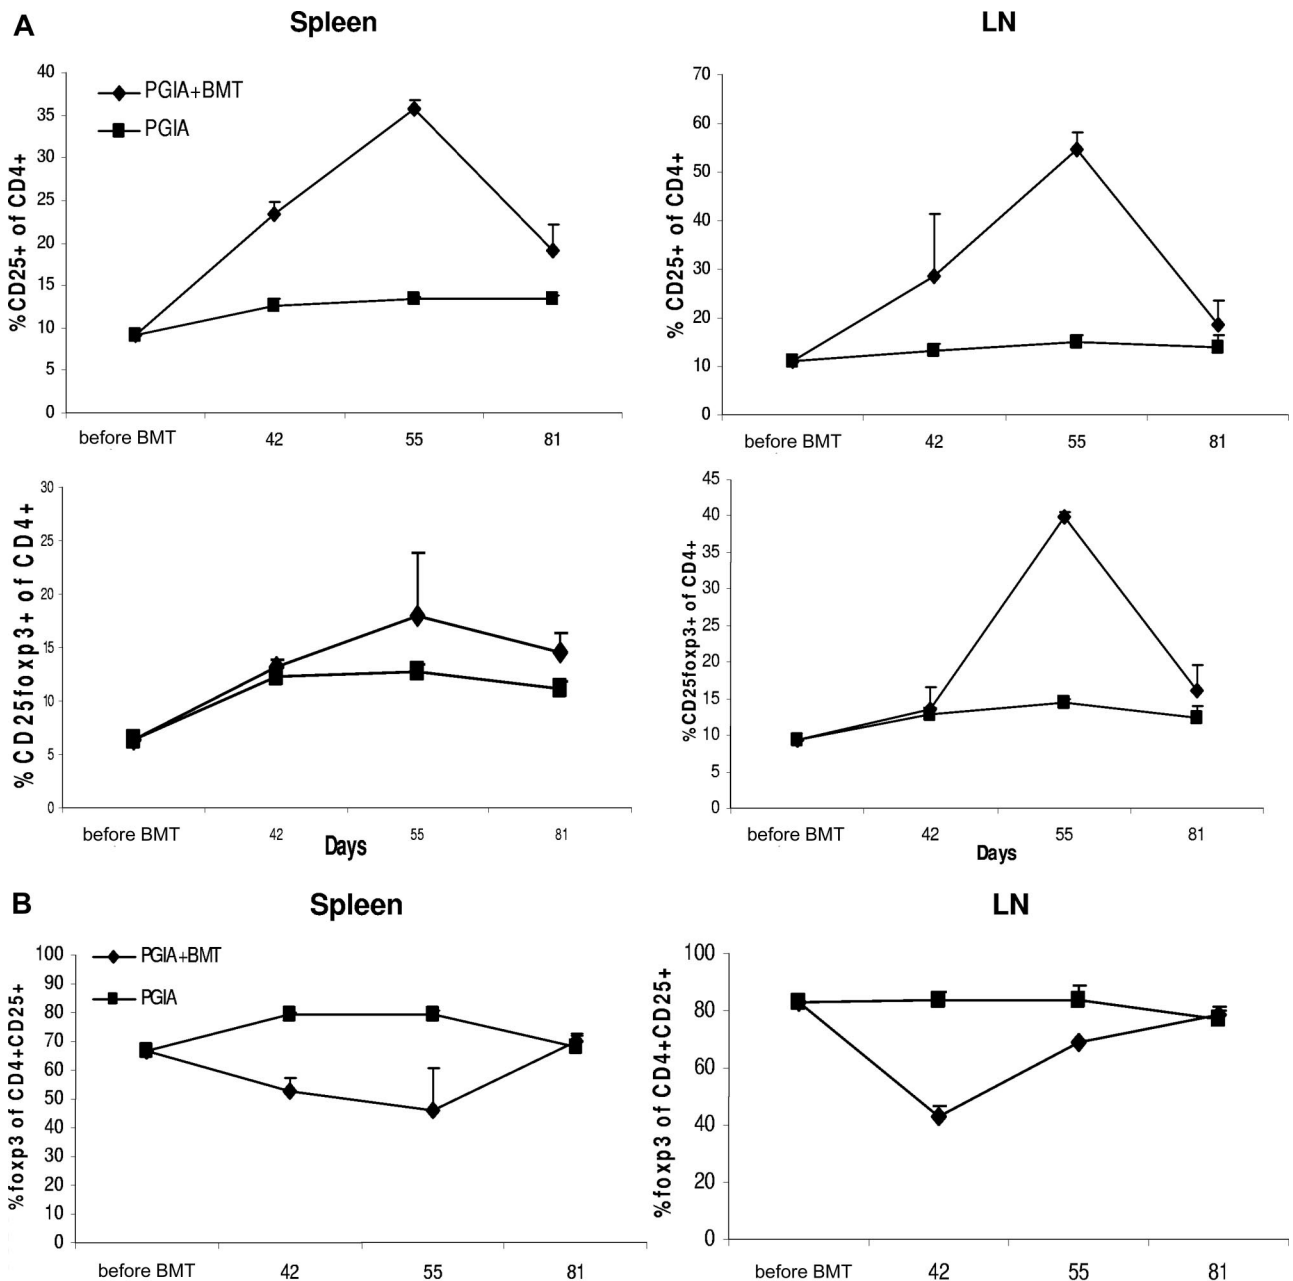 A
Spleen
LN
PGIA+BMT
PGIA
%CD25+ of CD4+
40
35
30
25
20
15
10
5
0
before BMT 42 55 81
% CD25+ of CD4+
70
60
50
40
30
20
10
0
before BMT 42 55 81
%CD25foxp3+ of CD4+
30
25
20
15
10
5
0
before BMT 42 55 81
Days
%CD25foxp3+ of CD4+
45
40
35
30
25
20
15
10
5
0
before BMT 42 55 81
Days
B
Spleen
LN
PGIA+BMT
PGIA
%foxp3 of CD4+CD25+
100
90
80
70
60
50
40
30
20
10
0
before BMT 42 55 81
%foxp3 of CD4+CD25+
100
80
60
40
20
0
before BMT 42 55 81